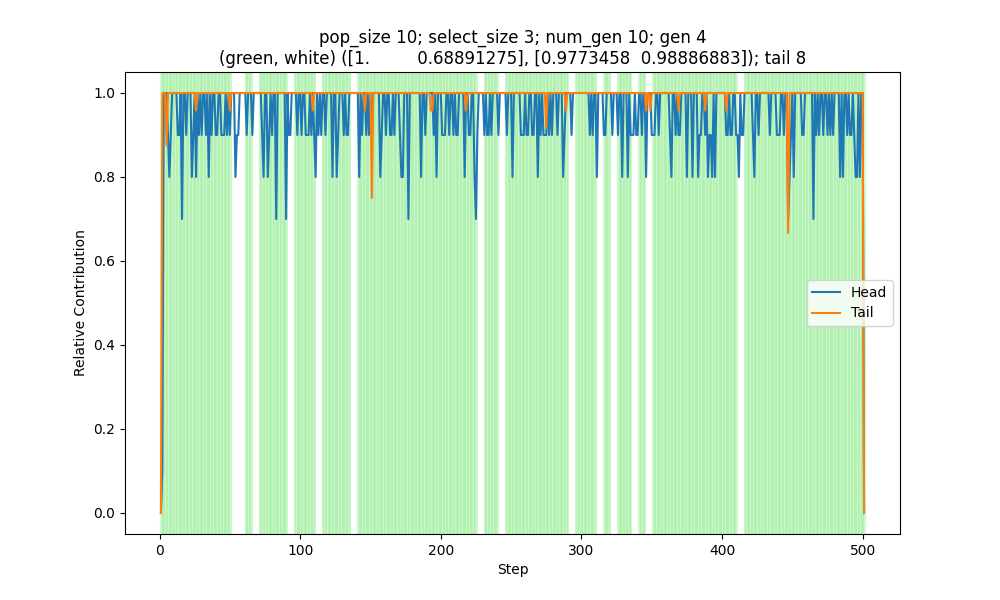 pop_size 10; select_size 3; num_gen 10; gen 4
(green, white) ([1.         0.68891275], [0.9773458  0.98886883]); tail 8
Relative Contribution
1.0
0.8
0.6
0.4
0.2
0.0
Head
Tail
0 100 200 300 400 500
Step